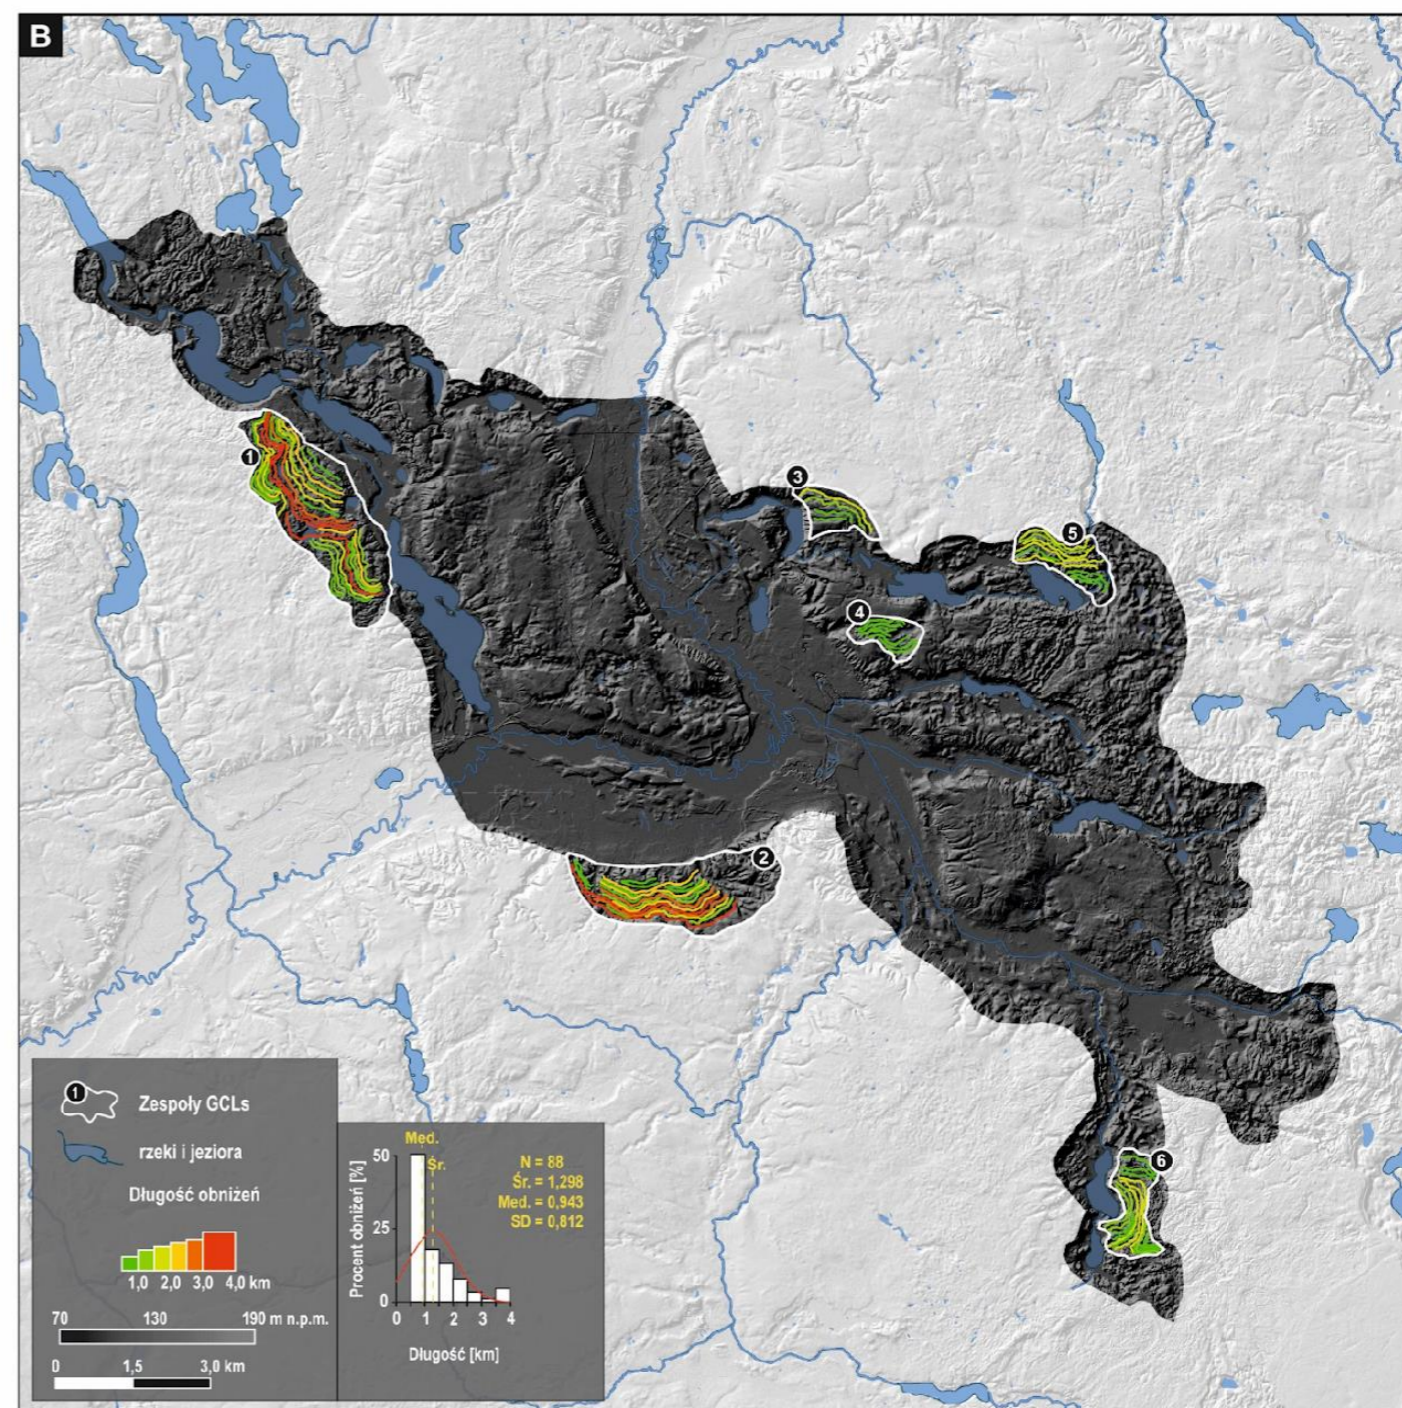 B
1
2
3
4
5
6
1
Zespoły GCLs
rzeki i jeziora
Długość obniżeń
1,0 2,0 3,0 4,0 km
70 130 190 m n.p.m.
0 1,5 3,0 km
Med.
Śr.
N = 88
Śr. = 1,298
Med. = 0,943
SD = 0,812
Procent obniżeń [%]
50
25
0
0 1 2 3 4
Długość [km]